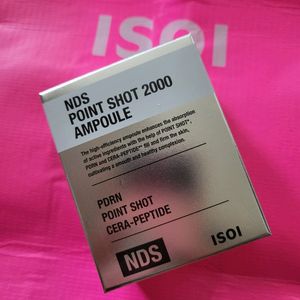 ISOI
NDS
POINT SHOT 2000
AMPOULE
The high-efficiency ampoule enhances the absorption
of active ingredients with the help of POINT SHOT*.
PDRN and CERA-PEPTIDE** fill and firm the skin,
cultivating a smooth and healthy complexion.
PDRN
POINT SHOT
CERA-PEPTIDE
NDS
ISOI